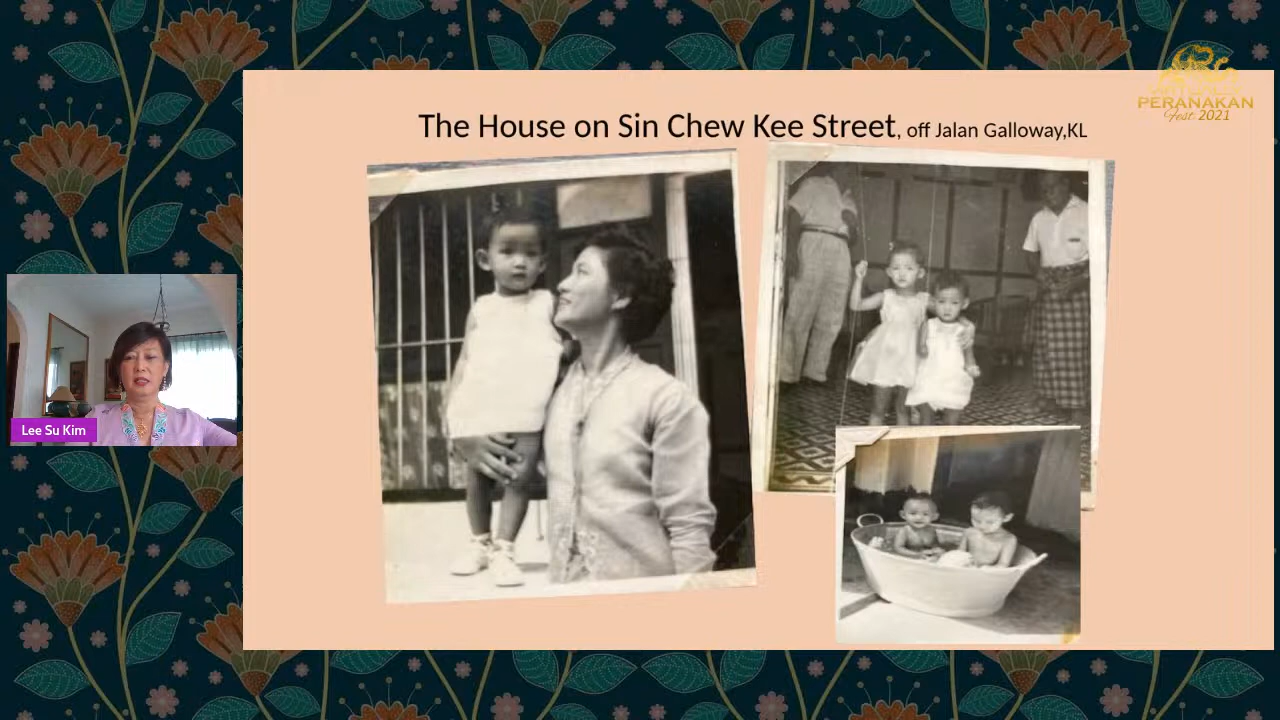 The House on Sin Chew Kee Street, off Jalan Galloway,KL
PERANAKAN
Fest 2021
Lee Su Kim